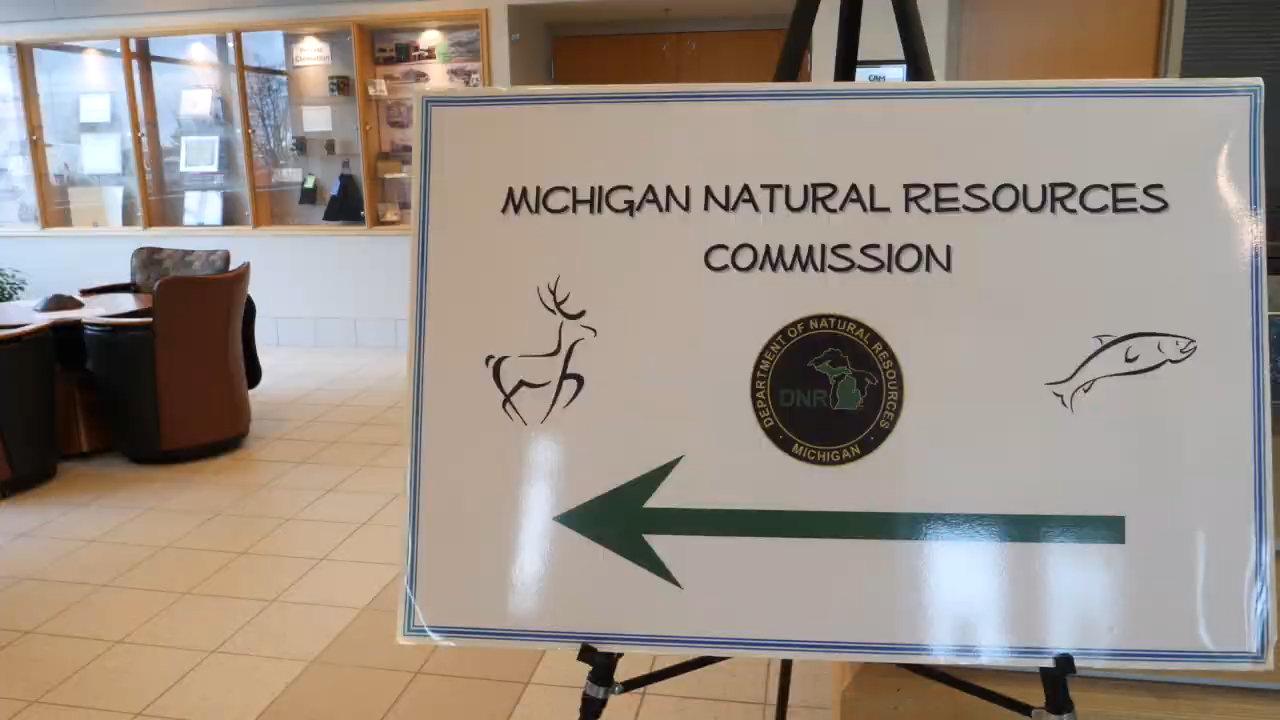 MICHIGAN NATURAL RESOURCES
COMMISSION
DEPARTMENT OF NATURAL RESOURCES
DNR
MICHIGAN